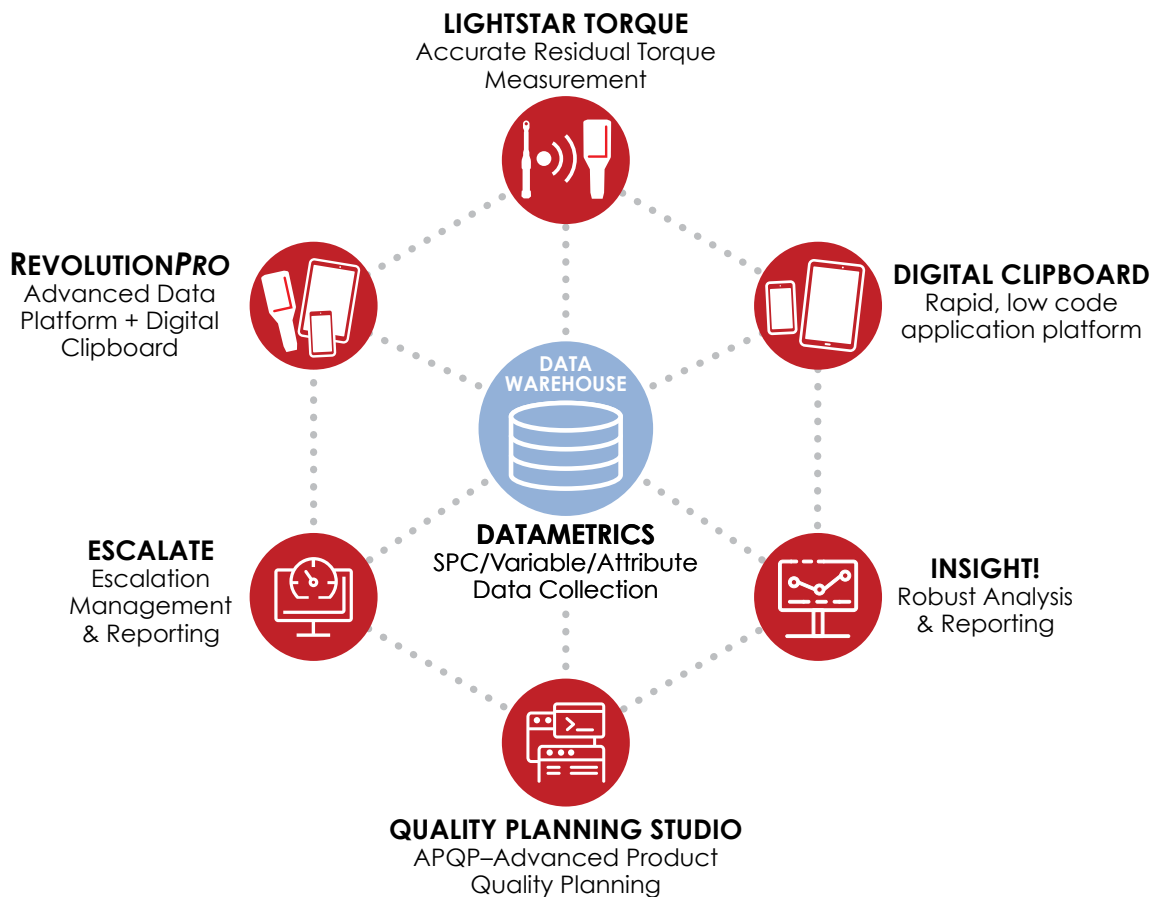 LIGHTSTAR TORQUE
Accurate Residual Torque
Measurement
REVOLUTIONPRO
Advanced Data
Platform + Digital
Clipboard
DIGITAL CLIPBOARD
Rapid, low code
application platform
DATA
WAREHOUSE
DATAMETRICS
SPC/Variable/Attribute
Data Collection
ESCALATE
Escalation
Management
& Reporting
INSIGHT!
Robust Analysis
& Reporting
QUALITY PLANNING STUDIO
APQP–Advanced Product
Quality Planning